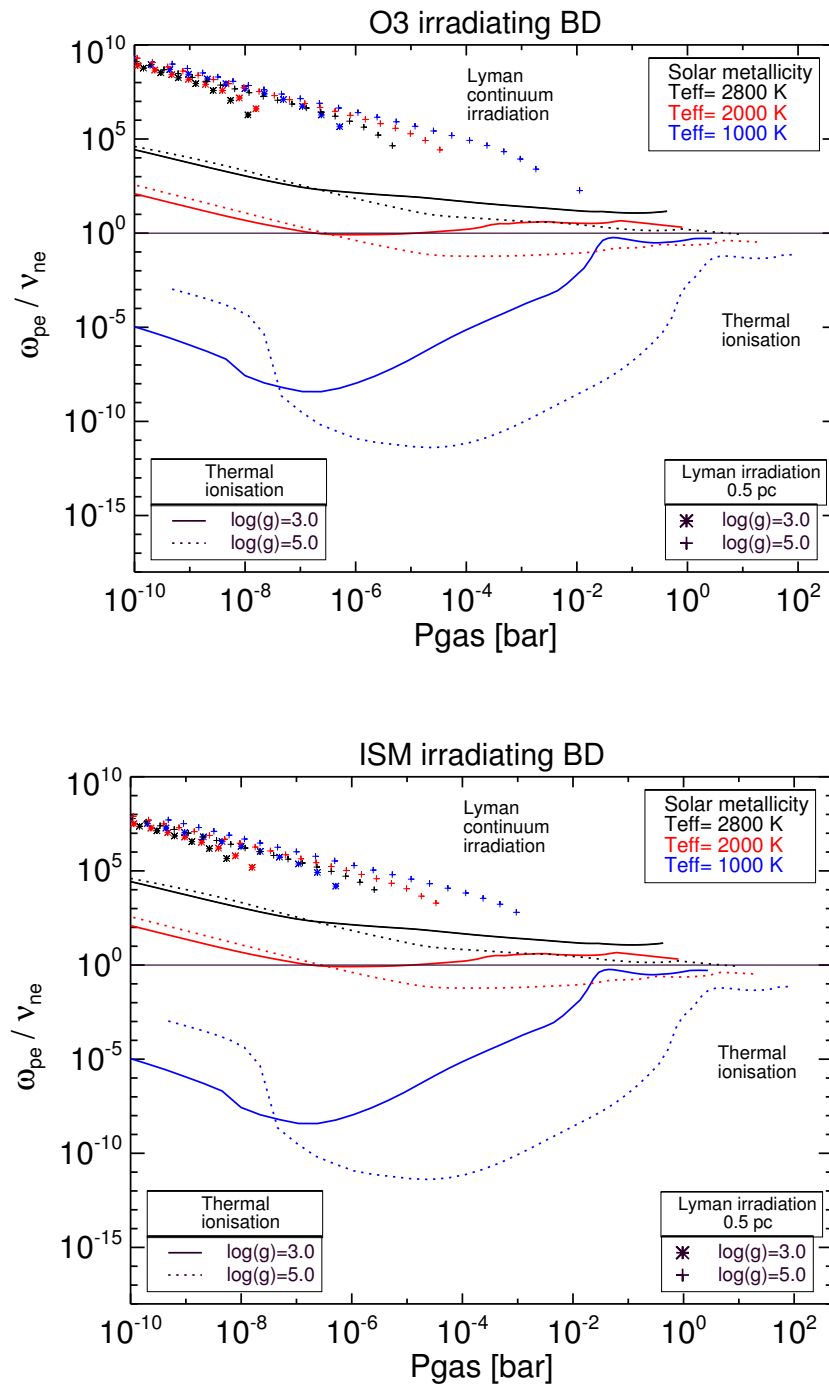 O3 irradiating BD
10^10
10^5
10^0
10^-5
10^-10
10^-15
ω_pe / ν_ne
Lyman
continuum
irradiation
Solar metallicity
Teff= 2800 K
Teff= 2000 K
Teff= 1000 K
Thermal
ionisation
Thermal
ionisation
log(g)=3.0
log(g)=5.0
Lyman irradiation
0.5 pc
log(g)=3.0
log(g)=5.0
10^-10 10^-8 10^-6 10^-4 10^-2 10^0 10^2
Pgas [bar]
ISM irradiating BD
10^10
10^5
10^0
10^-5
10^-10
10^-15
ω_pe / ν_ne
Lyman
continuum
irradiation
Solar metallicity
Teff= 2800 K
Teff= 2000 K
Teff= 1000 K
Thermal
ionisation
Thermal
ionisation
log(g)=3.0
log(g)=5.0
Lyman irradiation
0.5 pc
log(g)=3.0
log(g)=5.0
10^-10 10^-8 10^-6 10^-4 10^-2 10^0 10^2
Pgas [bar]